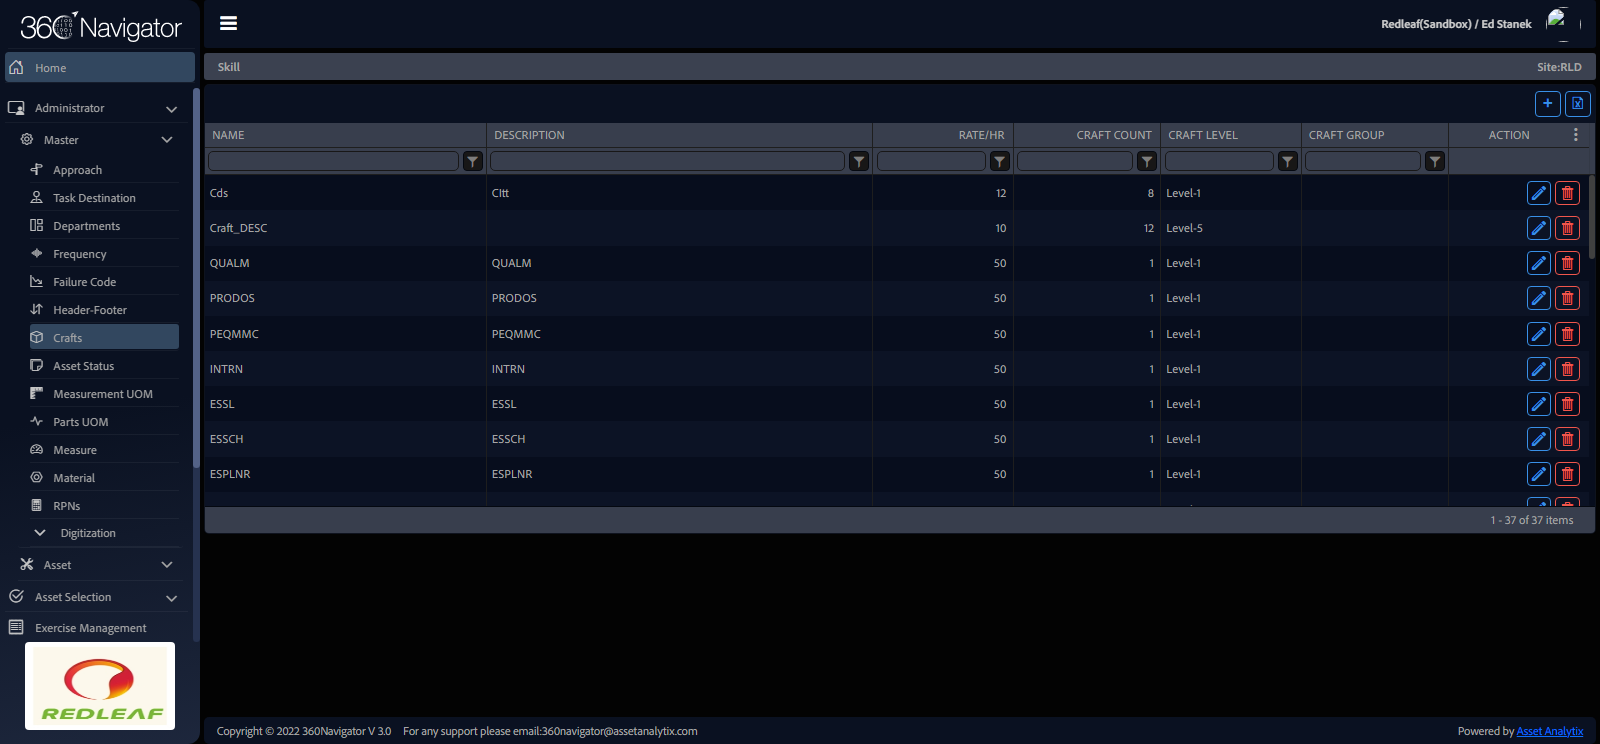 360 Navigator
Redleaf(Sandbox) / Ed Stanek
Home
Skill
Site:RLD
Administrator
Master
Approach
Task Destination
Departments
Frequency
Failure Code
Header-Footer
Crafts
Asset Status
Measurement UOM
Parts UOM
Measure
Material
RPNs
Digitization
Asset
Asset Selection
Exercise Management
REDLEAF
NAME DESCRIPTION RATE/HR CRAFT COUNT CRAFT LEVEL CRAFT GROUP ACTION
Cds CItt 12 8 Level-1
Craft_DESC 10 12 Level-5
QUALM QUALM 50 1 Level-1
PRODOS PRODOS 50 1 Level-1
PEQMMC PEQMMC 50 1 Level-1
INTRN INTRN 50 1 Level-1
ESSL ESSL 50 1 Level-1
ESSCH ESSCH 50 1 Level-1
ESPLNR ESPLNR 50 1 Level-1
1 - 37 of 37 items
Copyright © 2022 360Navigator V 3.0 For any support please email:360navigator@assetanalytix.com
Powered by Asset Analytix